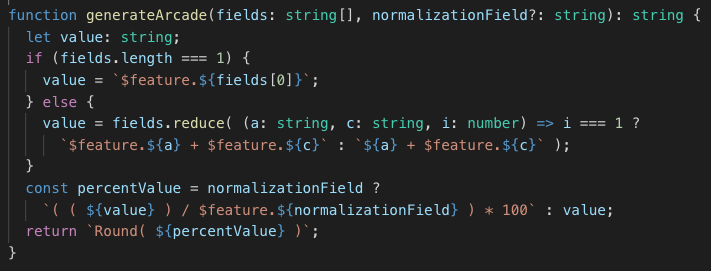 function generateArcade(fields: string[], normalizationField?: string): string {
  let value: string;
  if (fields.length === 1) {
    value = `$feature.${fields[0]}`;
  } else {
    value = fields.reduce( (a: string, c: string, i: number) => i === 1 ?
      `$feature.${a} + $feature.${c}` : `${a} + $feature.${c}` );
  }
  const percentValue = normalizationField ?
    `( ( ${value} ) / $feature.${normalizationField} ) * 100` : value;
  return `Round( ${percentValue} )`;
}